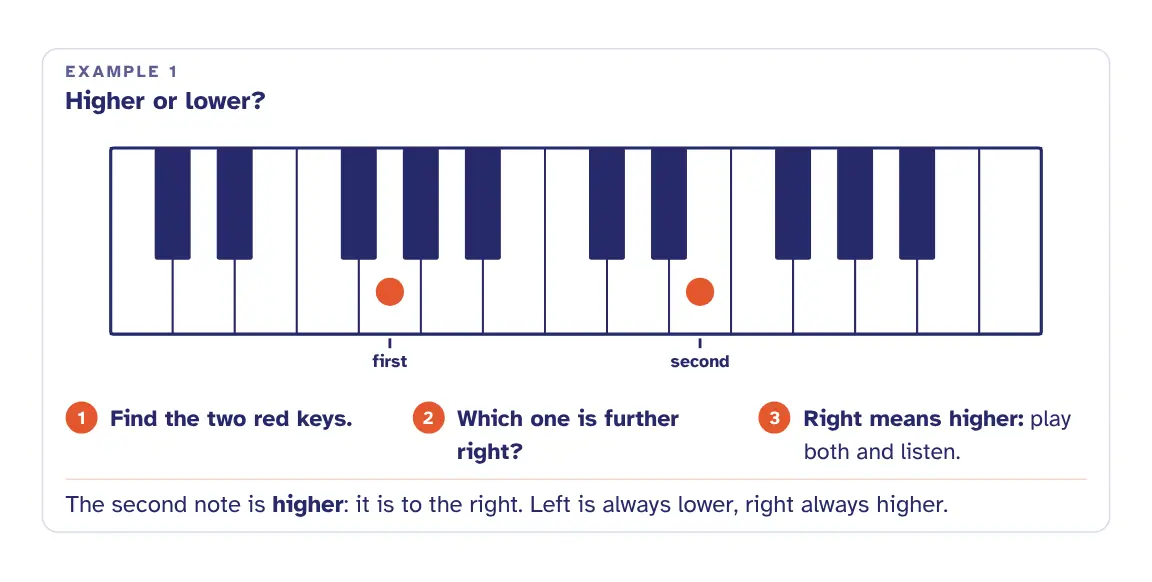 EXAMPLE 1
Higher or lower?
first
second
1 Find the two red keys.
2 Which one is further
right?
3 Right means higher: play
both and listen.
The second note is higher: it is to the right. Left is always lower, right always higher.